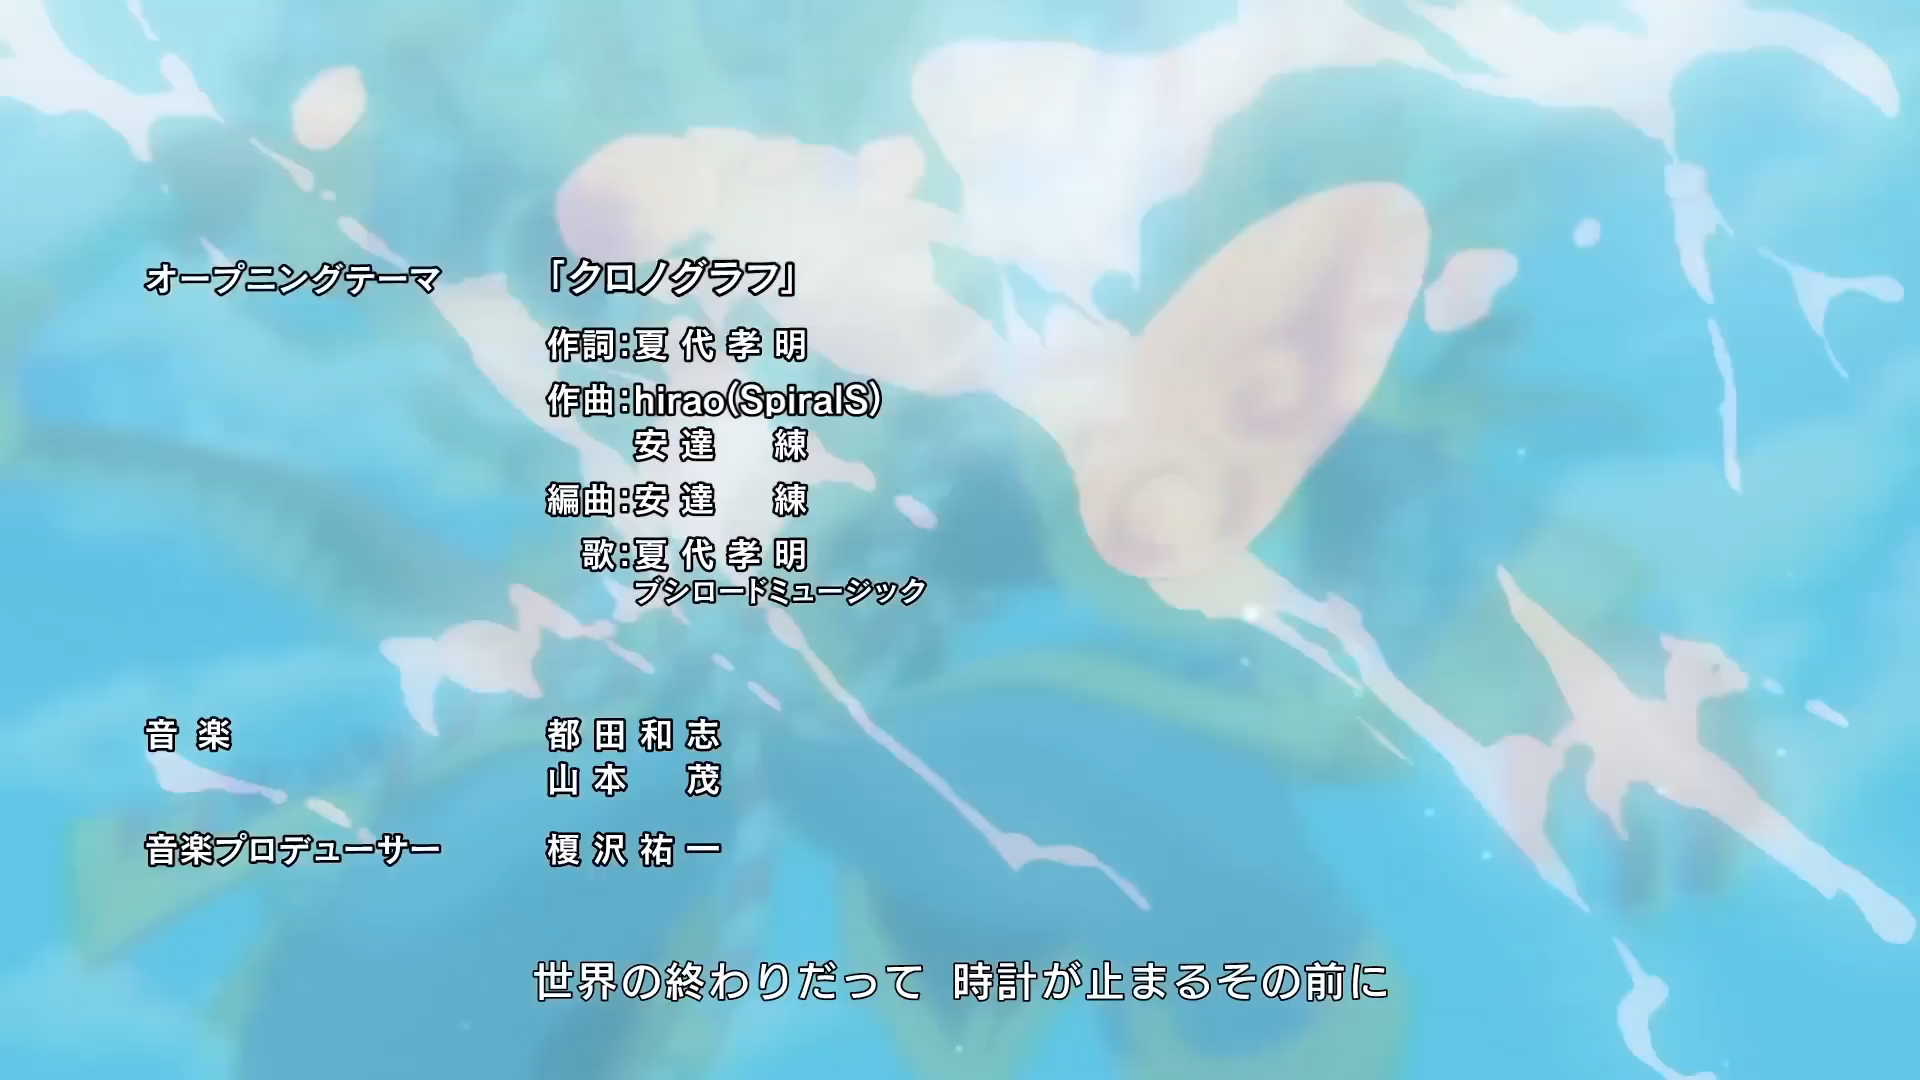 オープニングテーマ 「クロノグラフ」
作詞:夏代孝明
作曲:hirao(SpiralS)
安達 練
編曲:安達 練
歌:夏代孝明
ブシロードミュージック
音楽 都田和志
山本 茂
音楽プロデューサー 榎沢祐一
世界の終わりだって 時計が止まるその前に